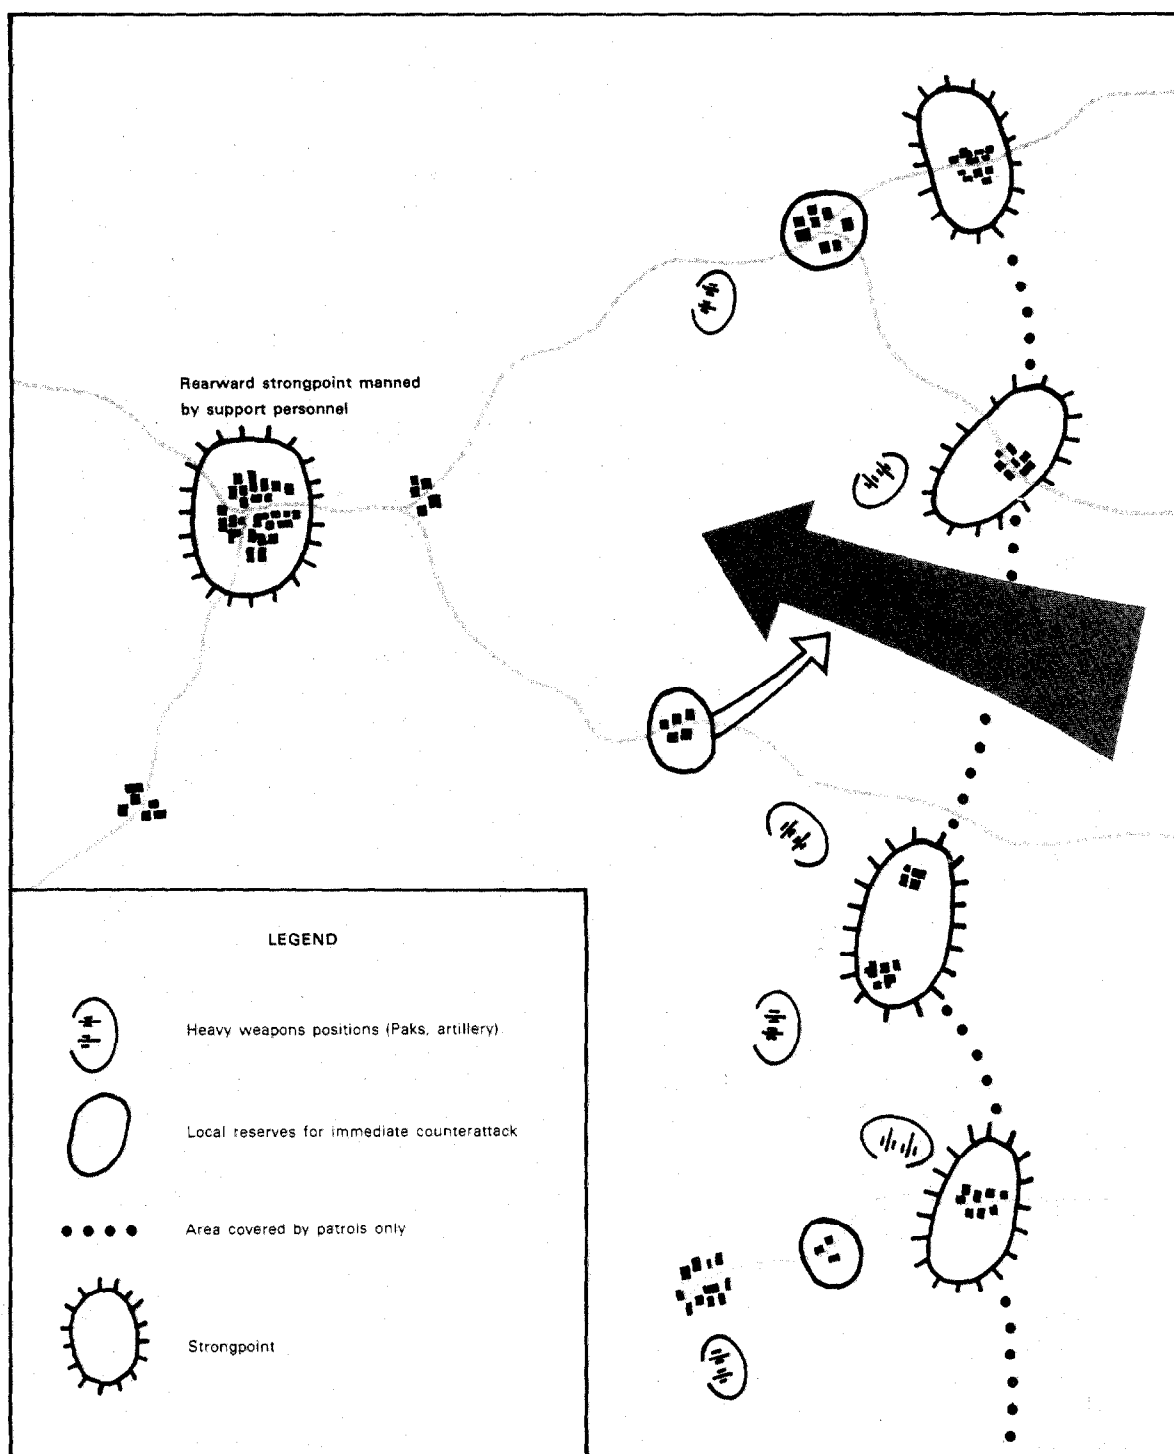 Rearward strongpoint manned
by support personnel
LEGEND
Heavy weapons positions (Paks, artillery)
Local reserves for immediate counterattack
Area covered by patrols only
Strongpoint